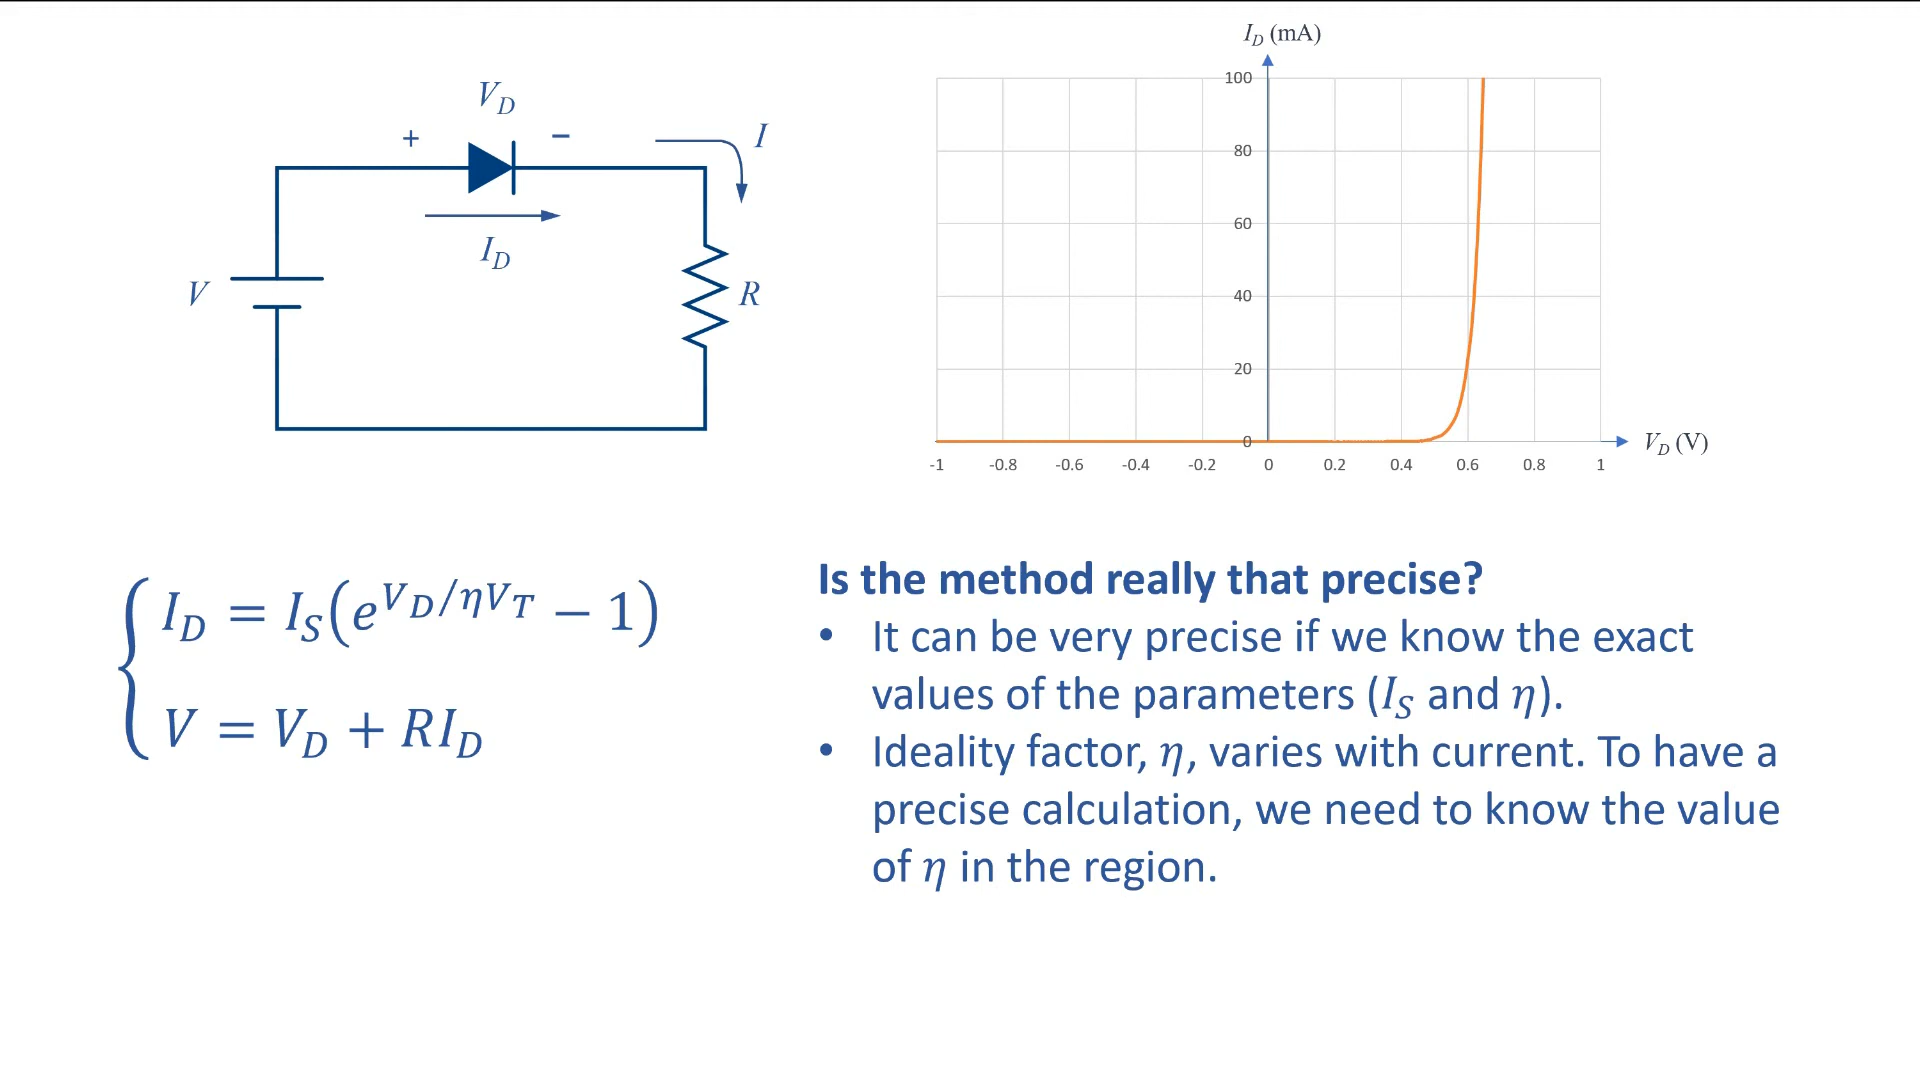 V_D
+ −
I
I_D
V
R
I_D (mA)
100
80
60
40
20
0
V_D (V)
-1 -0.8 -0.6 -0.4 -0.2 0 0.2 0.4 0.6 0.8 1
I_D = I_S(e^{V_D/ηV_T} − 1)
V = V_D + RI_D
Is the method really that precise?
• It can be very precise if we know the exact
values of the parameters (I_S and η).
• Ideality factor, η, varies with current. To have a
precise calculation, we need to know the value
of η in the region.